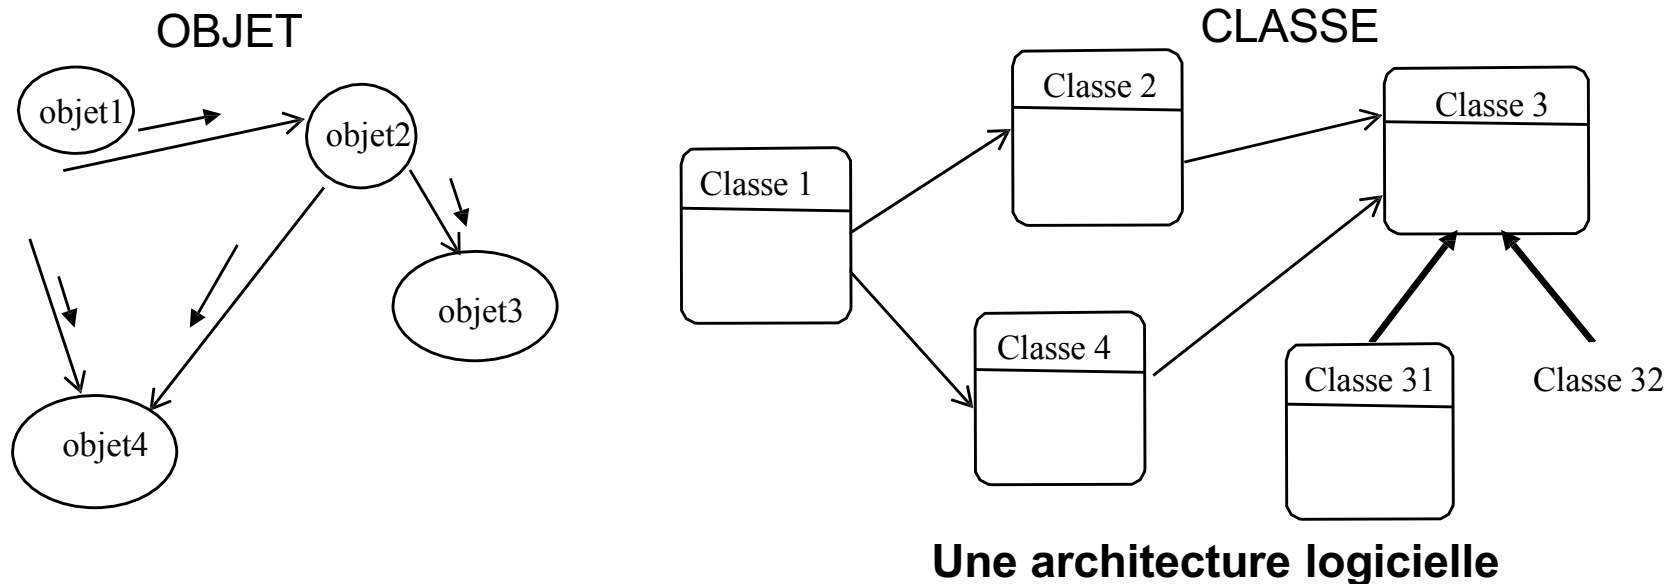 OBJET
objet1
objet2
objet3
objet4
CLASSE
Classe 1
Classe 2
Classe 3
Classe 4
Classe 31
Classe 32
Une architecture logicielle